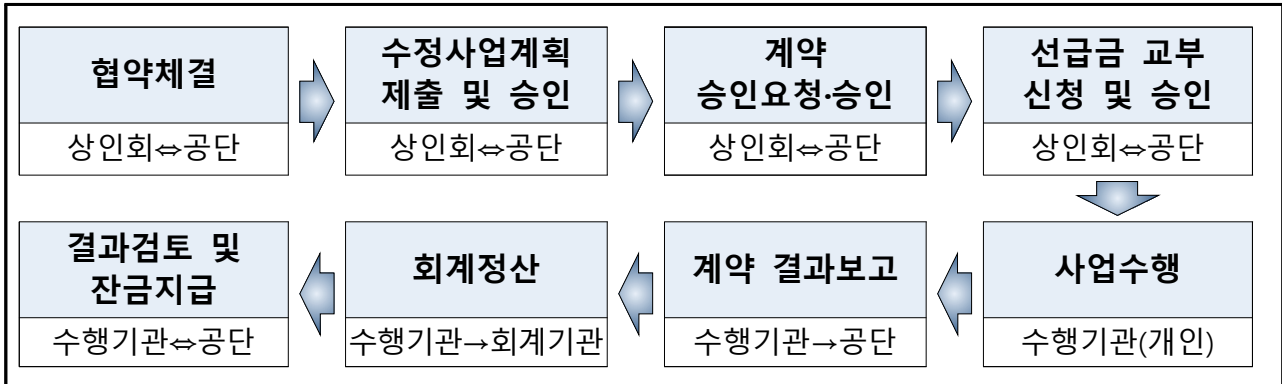 협약체결
상인회⇔공단
수정사업계획
제출 및 승인
상인회⇔공단
계약
승인요청·승인
상인회⇔공단
선급금 교부
신청 및 승인
상인회⇔공단
사업수행
수행기관(개인)
계약 결과보고
수행기관→공단
회계정산
수행기관→회계기관
결과검토 및
잔금지급
수행기관⇔공단